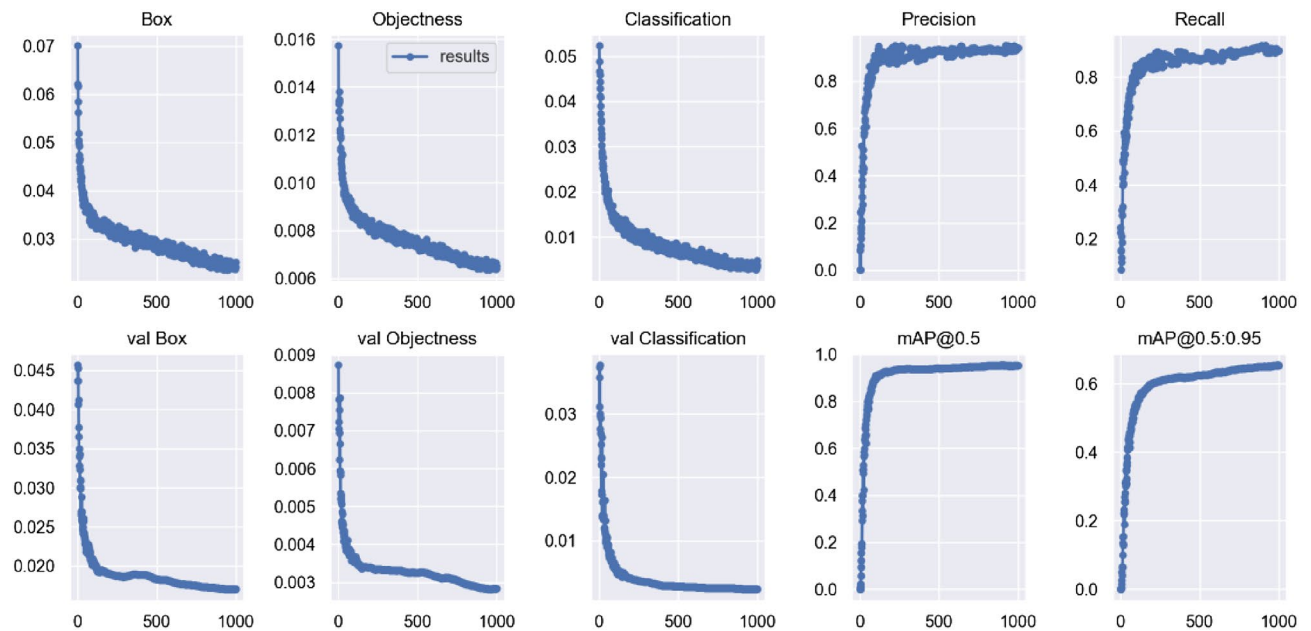 Box
0.07
0.06
0.05
0.04
0.03
0 500 1000
Objectness
results
0.016
0.014
0.012
0.010
0.008
0.006
0 500 1000
Classification
0.05
0.04
0.03
0.02
0.01
0 500 1000
Precision
0.8
0.6
0.4
0.2
0.0
0 500 1000
Recall
0.8
0.6
0.4
0.2
0 500 1000
val Box
0.045
0.040
0.035
0.030
0.025
0.020
0 500 1000
val Objectness
0.009
0.008
0.007
0.006
0.005
0.004
0.003
0 500 1000
val Classification
0.03
0.02
0.01
0 500 1000
mAP@0.5
1.0
0.8
0.6
0.4
0.2
0.0
0 500 1000
mAP@0.5:0.95
0.6
0.4
0.2
0.0
0 500 1000